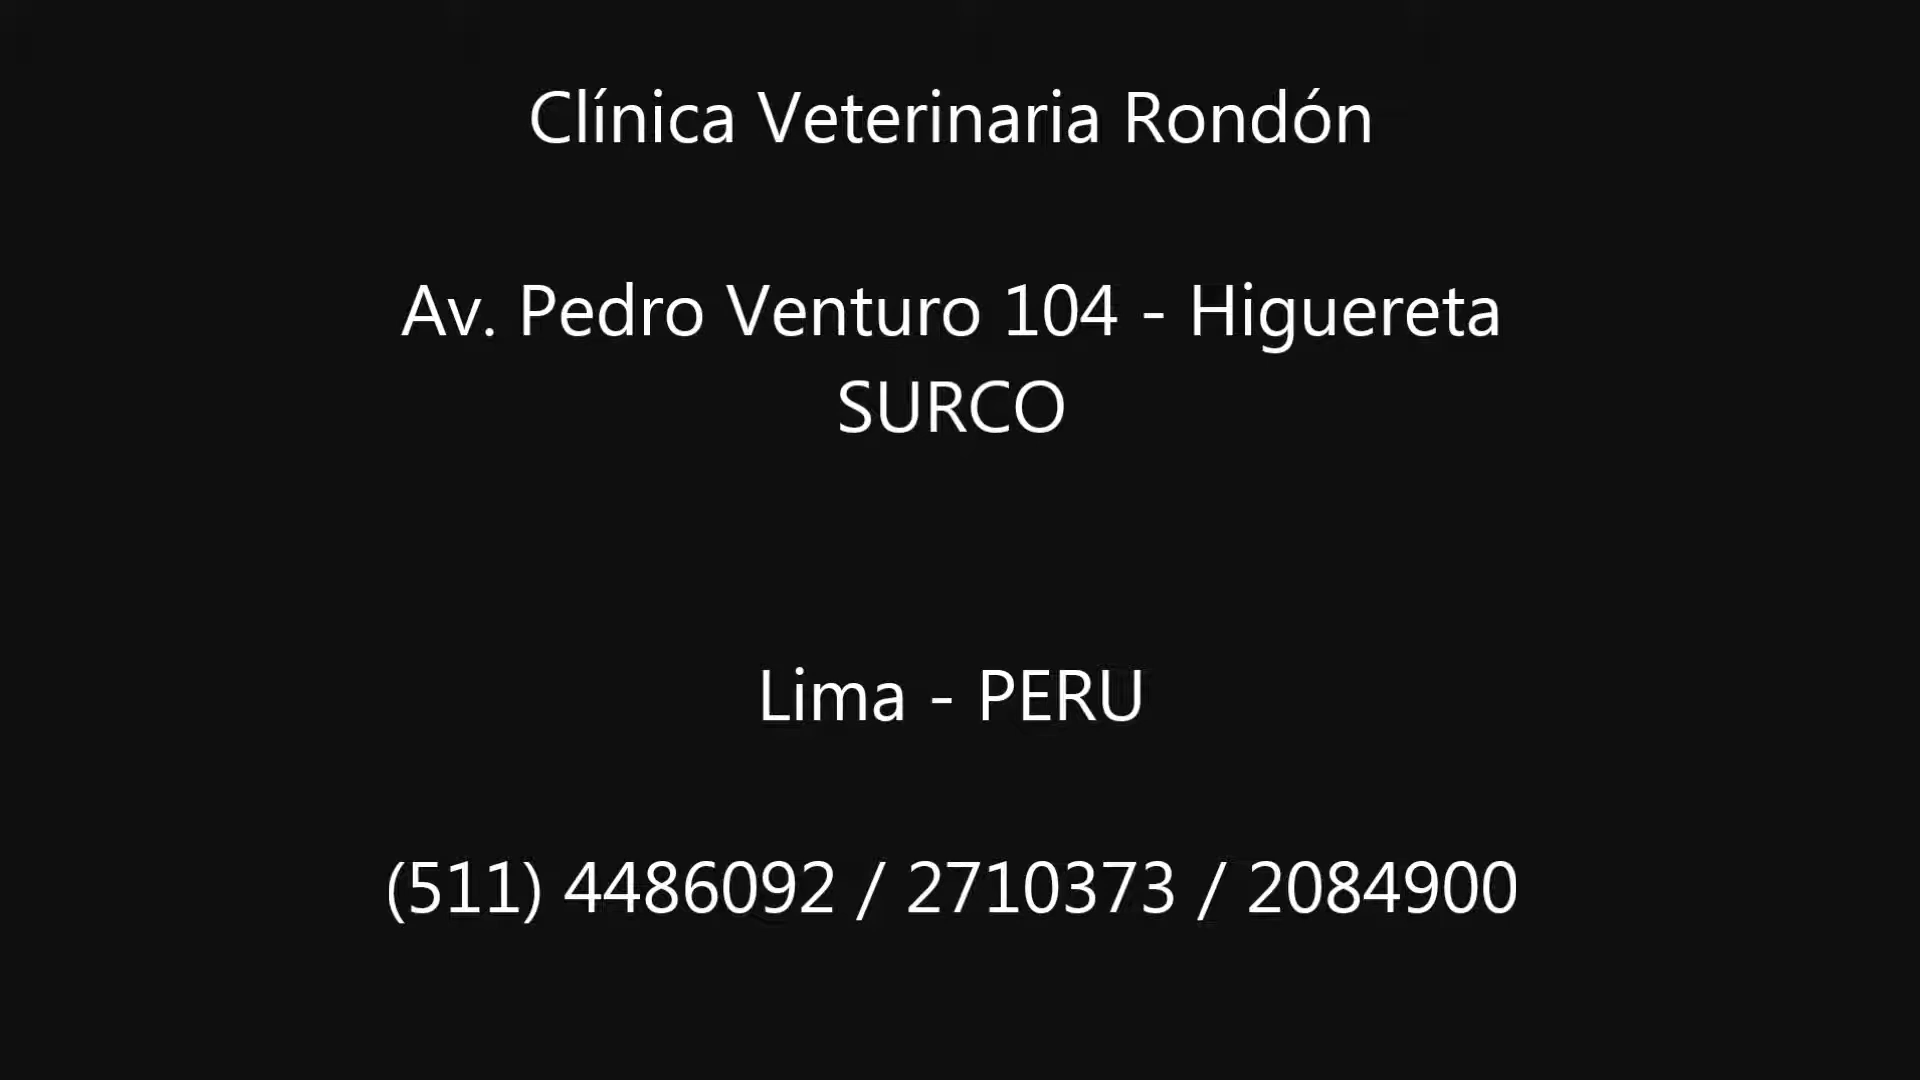 Clínica Veterinaria Rondón
Av. Pedro Venturo 104 - Higuereta
SURCO
Lima - PERU
(511) 4486092 / 2710373 / 2084900